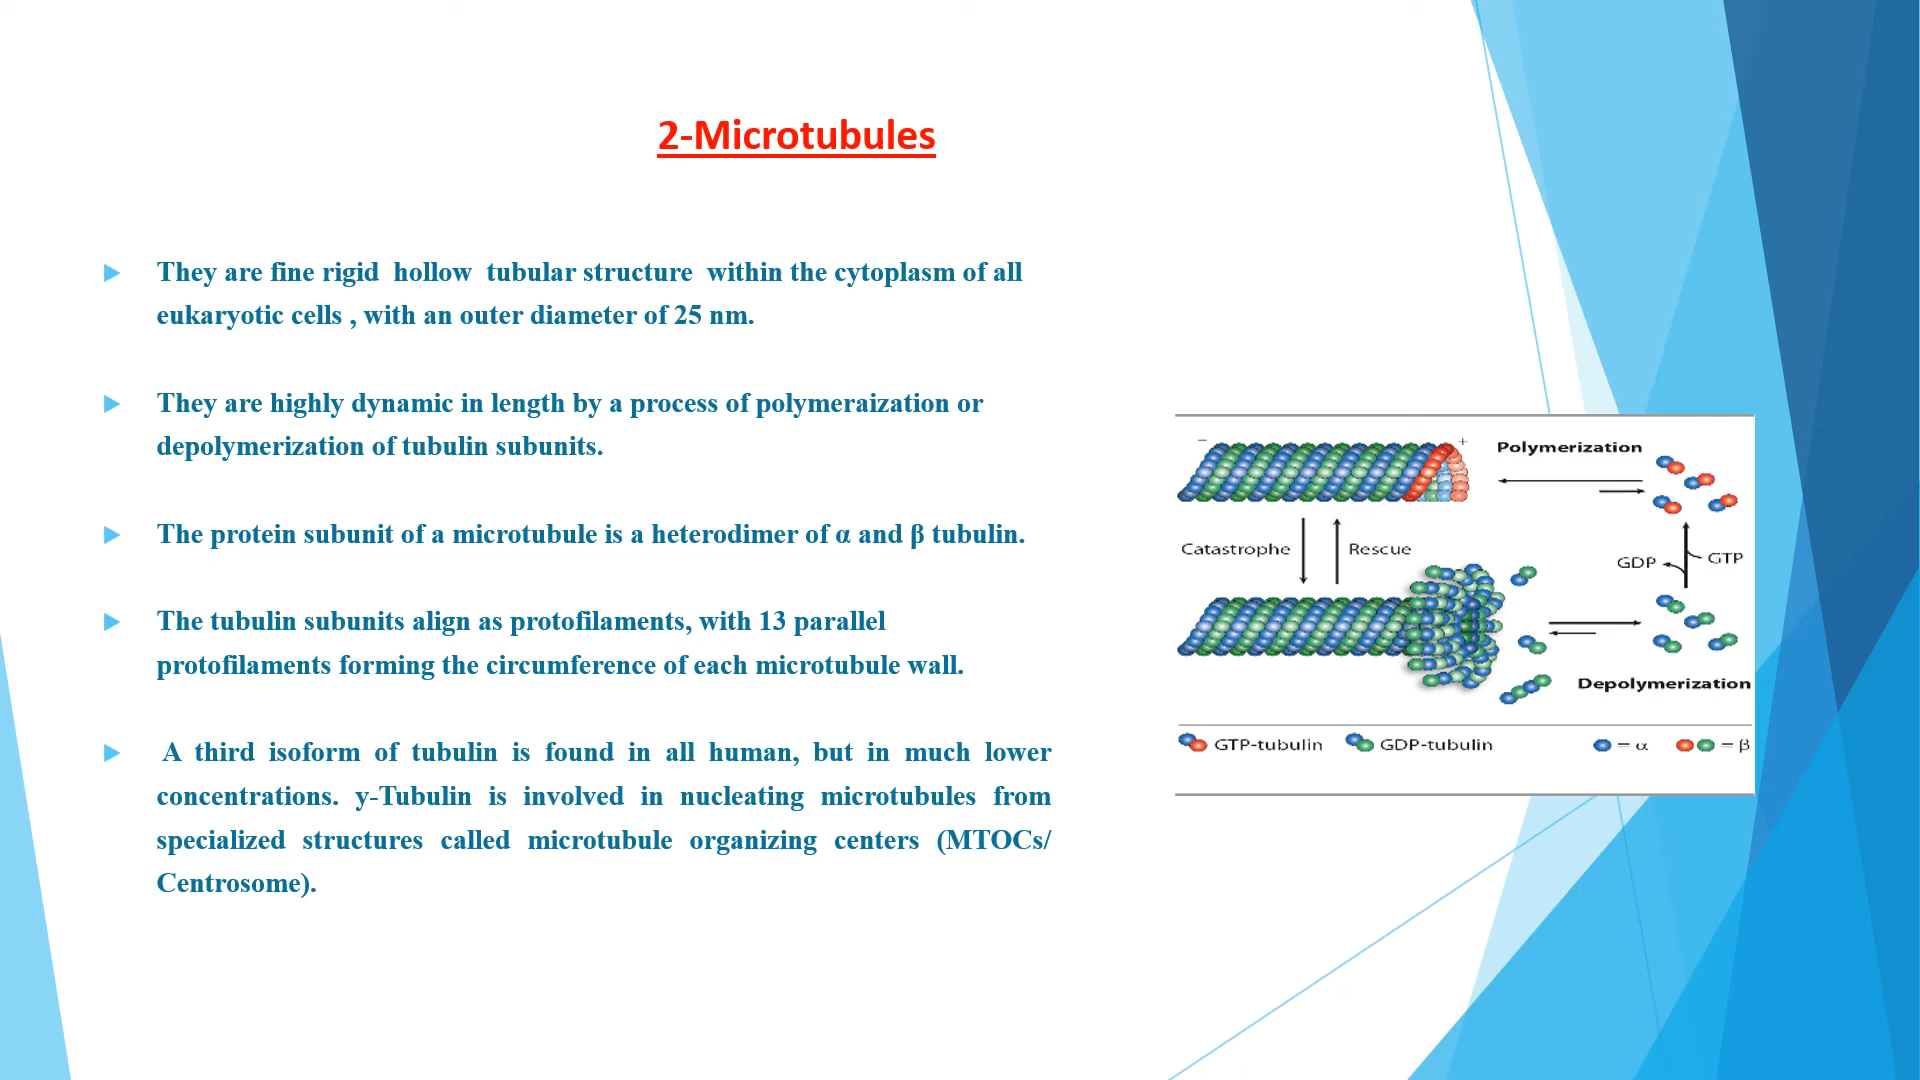 2-Microtubules
They are fine rigid hollow tubular structure within the cytoplasm of all
eukaryotic cells , with an outer diameter of 25 nm.
They are highly dynamic in length by a process of polymeraization or
depolymerization of tubulin subunits.
The protein subunit of a microtubule is a heterodimer of α and β tubulin.
The tubulin subunits align as protofilaments, with 13 parallel
protofilaments forming the circumference of each microtubule wall.
A third isoform of tubulin is found in all human, but in much lower
concentrations. y-Tubulin is involved in nucleating microtubules from
specialized structures called microtubule organizing centers (MTOCs/
Centrosome).
− +
Polymerization
Catastrophe Rescue
GDP GTP
Depolymerization
GTP-tubulin GDP-tubulin = α = β